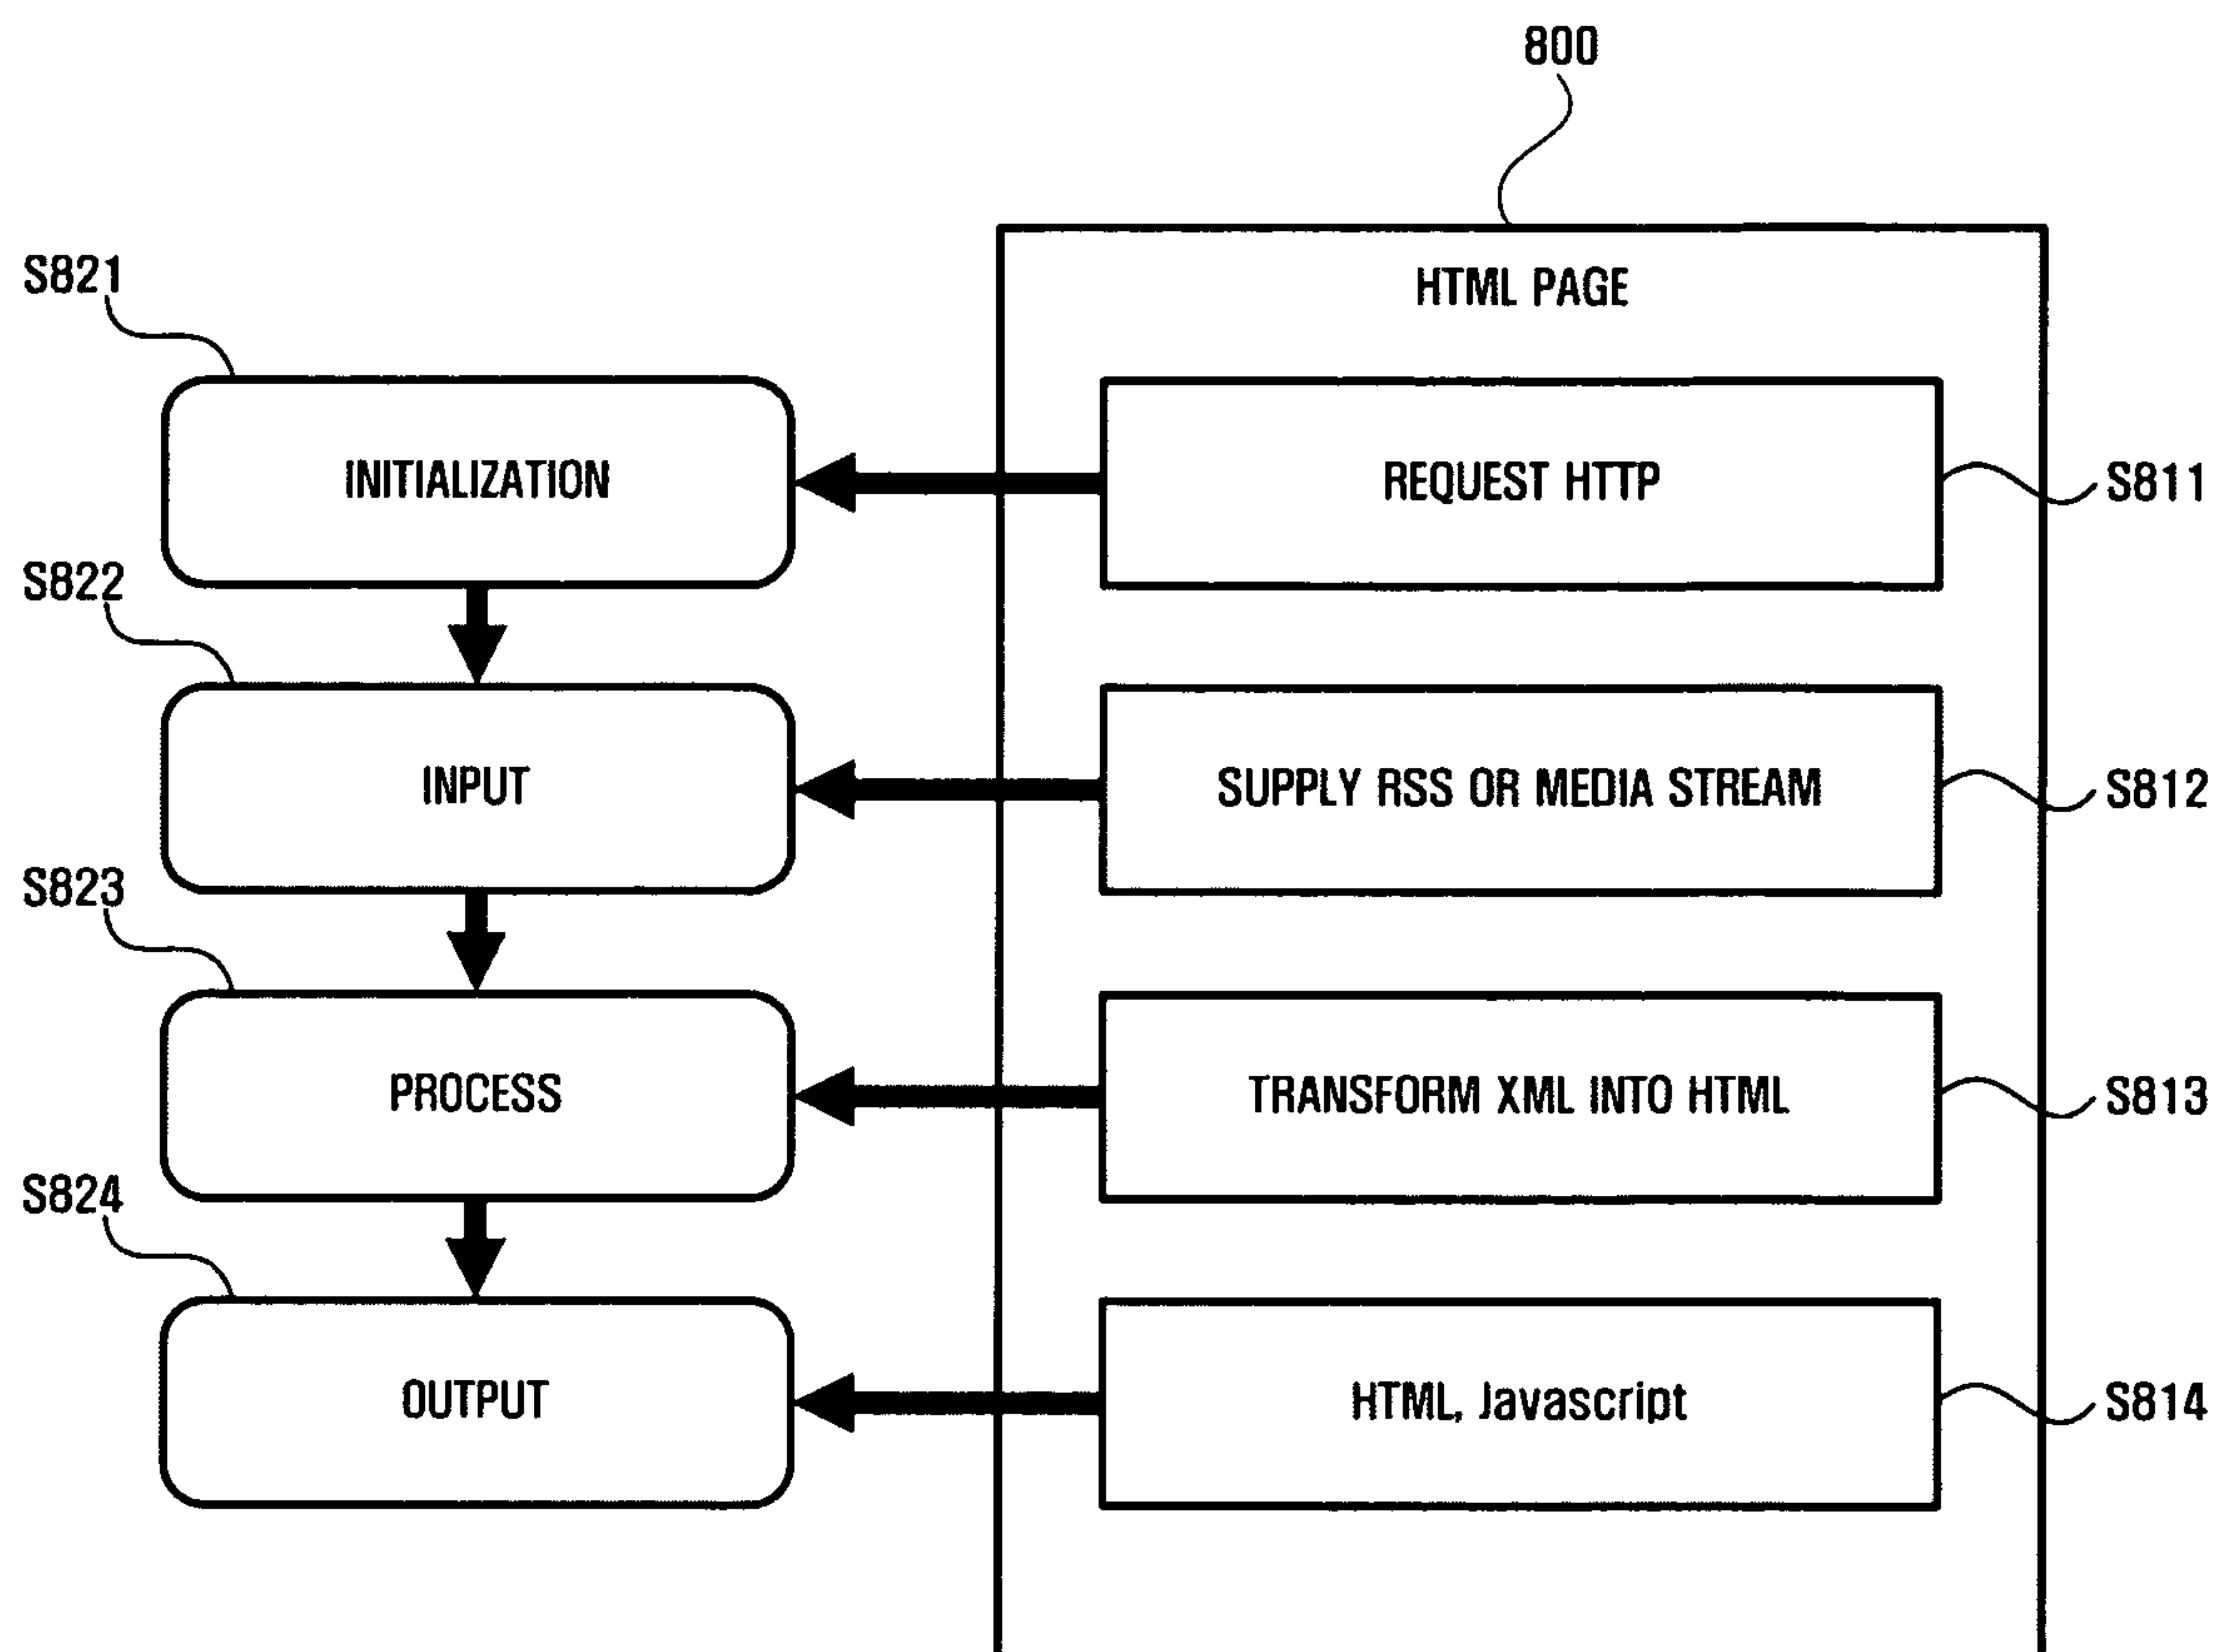 800
HTML PAGE
S821
INITIALIZATION
REQUEST HTTP
S811
S822
INPUT
SUPPLY RSS OR MEDIA STREAM
S812
S823
PROCESS
TRANSFORM XML INTO HTML
S813
S824
OUTPUT
HTML, Javascript
S814